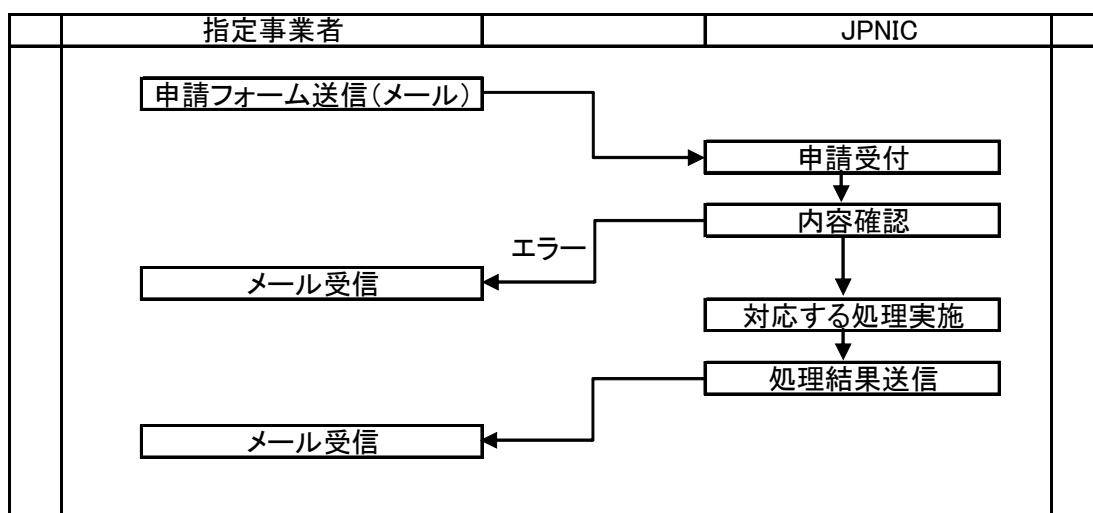 指定事業者
JPNIC
申請フォーム送信(メール)
申請受付
内容確認
エラー
メール受信
対応する処理実施
処理結果送信
メール受信